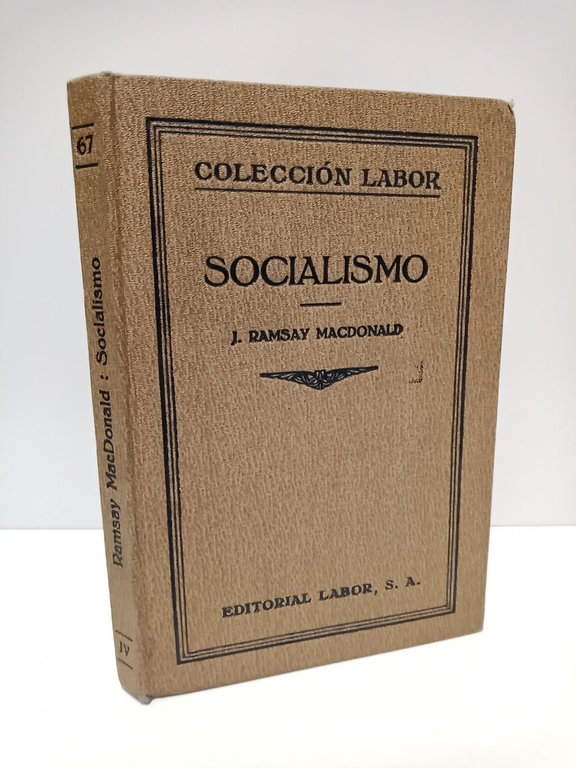 COLECCIÓN LABOR
SOCIALISMO
J. RAMSAY MACDONALD
EDITORIAL LABOR, S. A.
67
Ramsay MacDonald : Socialismo
IV